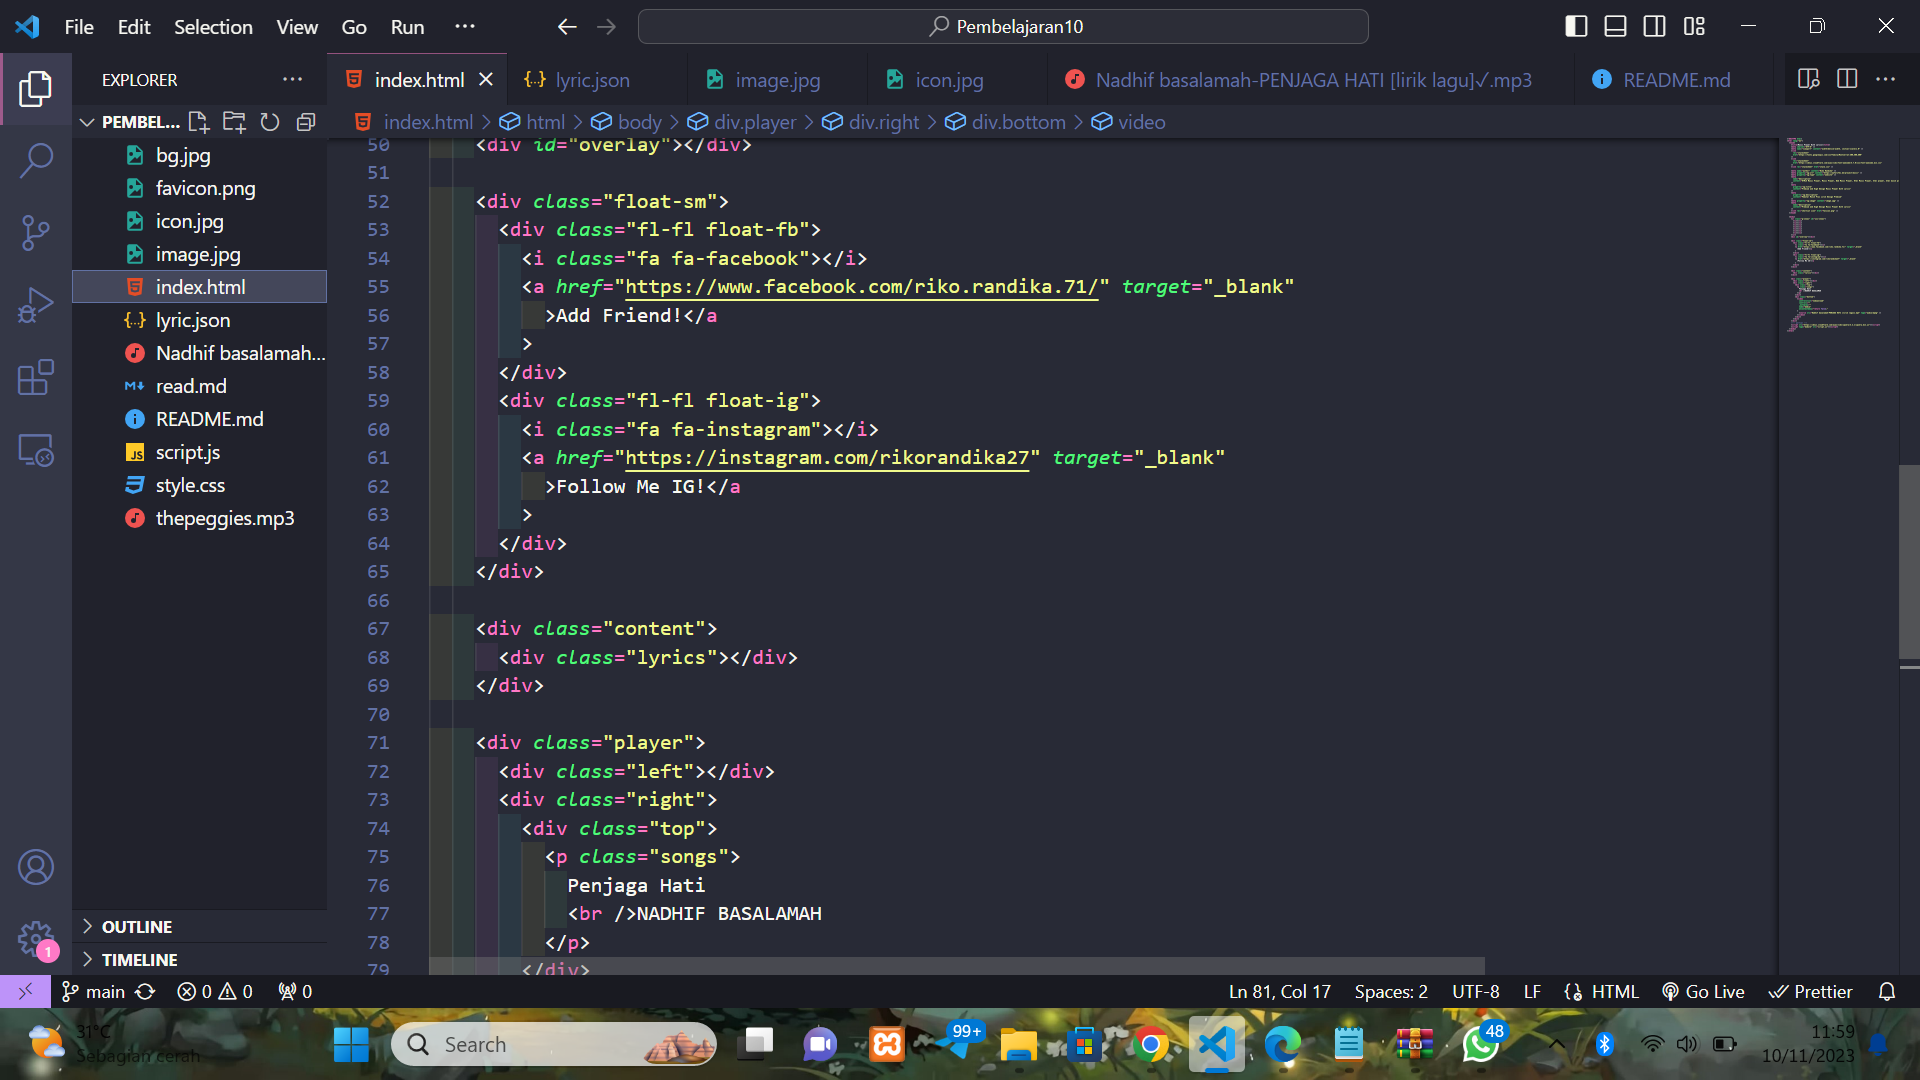 File Edit Selection View Go Run ··· Pembelajaran10
EXPLORER ···
index.html lyric.json image.jpg icon.jpg Nadhif basalamah-PENJAGA HATI [lirik lagu]✓.mp3 README.md
PEMBEL...
index.html > html > body > div.player > div.right > div.bottom > video
bg.jpg
favicon.png
icon.jpg
image.jpg
index.html
lyric.json
Nadhif basalamah...
read.md
README.md
script.js
style.css
thepeggies.mp3
OUTLINE
TIMELINE
50 <div id="overlay"></div>
51
52 <div class="float-sm">
53 <div class="fl-fl float-fb">
54 <i class="fa fa-facebook"></i>
55 <a href="https://www.facebook.com/riko.randika.71/" target="_blank"
56 >Add Friend!</a
57 >
58 </div>
59 <div class="fl-fl float-ig">
60 <i class="fa fa-instagram"></i>
61 <a href="https://instagram.com/rikorandika27" target="_blank"
62 >Follow Me IG!</a
63 >
64 </div>
65 </div>
66
67 <div class="content">
68 <div class="lyrics"></div>
69 </div>
70
71 <div class="player">
72 <div class="left"></div>
73 <div class="right">
74 <div class="top">
75 <p class="songs">
76 Penjaga Hati
77 <br />NADHIF BASALAMAH
78 </p>
79 </div>
1
main 0 0 0 Ln 81, Col 17 Spaces: 2 UTF-8 LF HTML Go Live Prettier
31°C
Sebagian cerah
Search
99+
48
11:59
10/11/2023